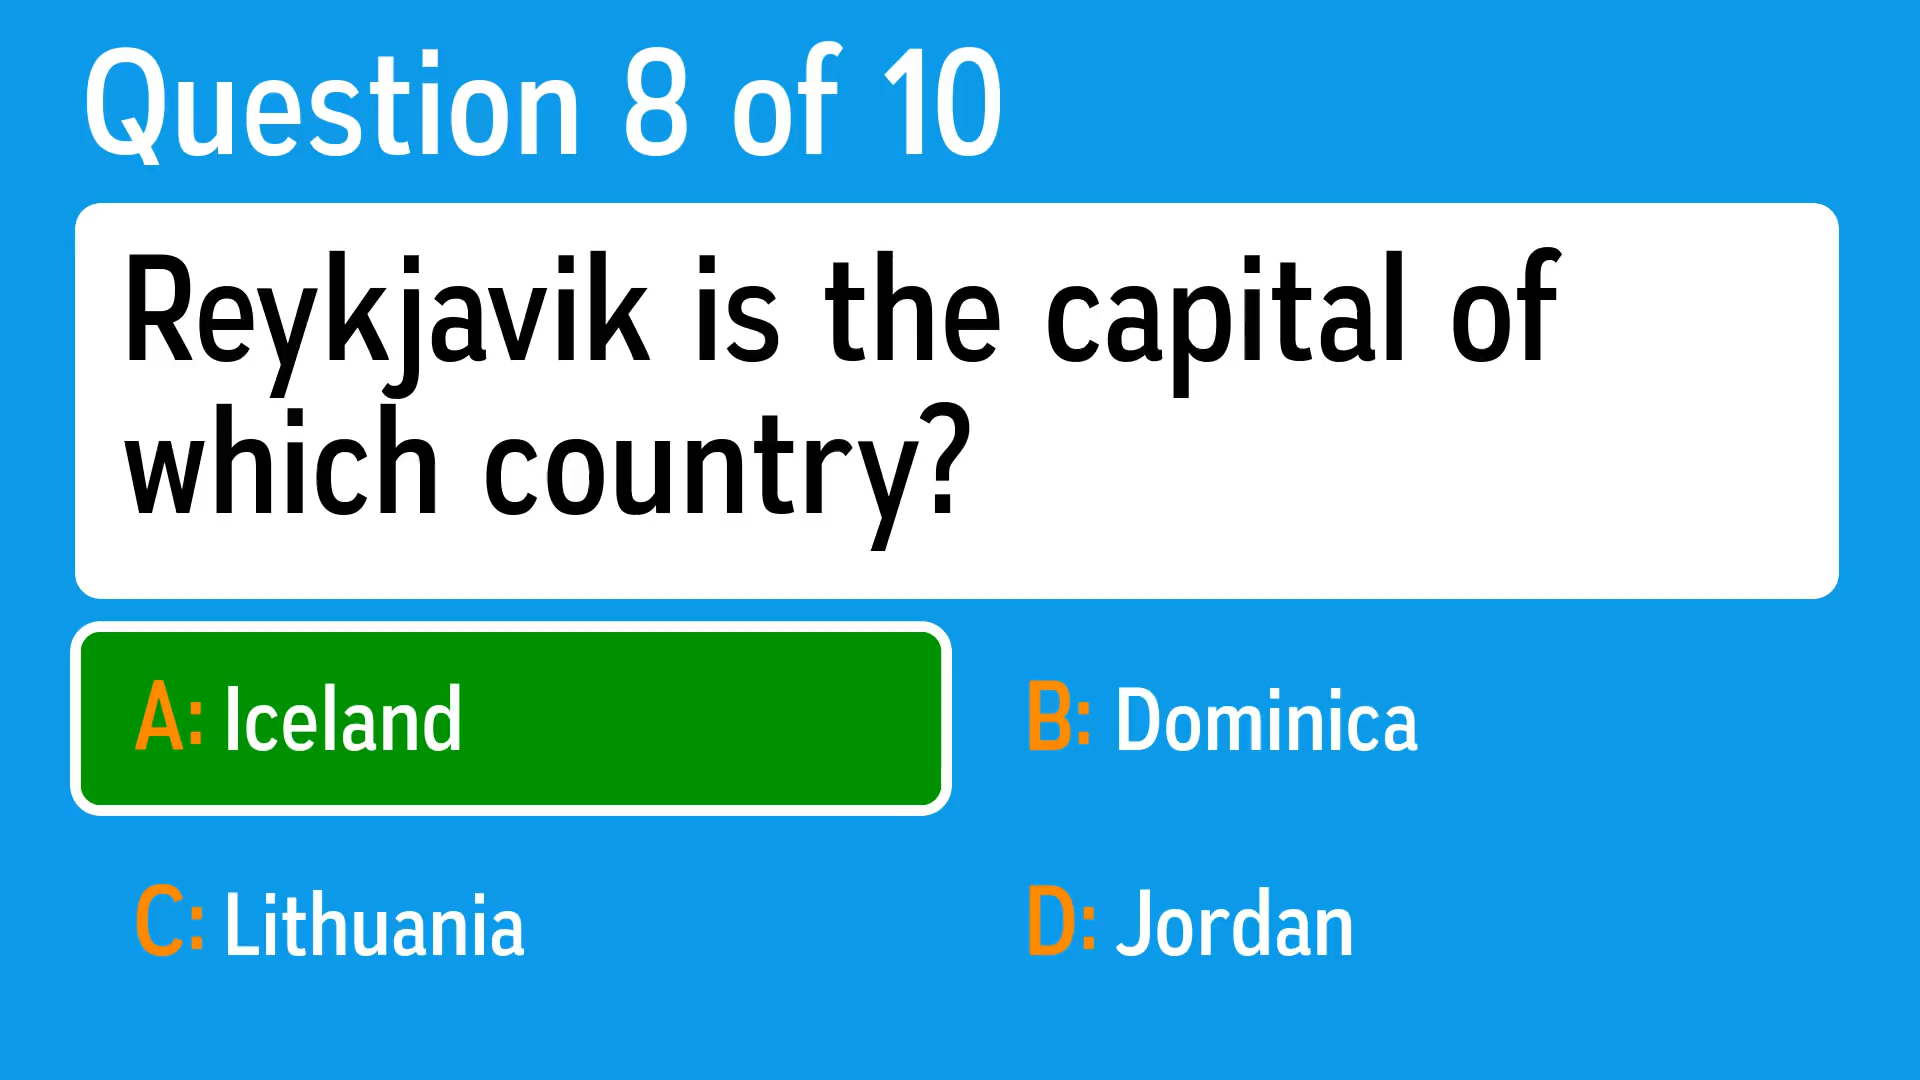 Question 8 of 10
Reykjavik is the capital of
which country?
A: Iceland
B: Dominica
C: Lithuania
D: Jordan